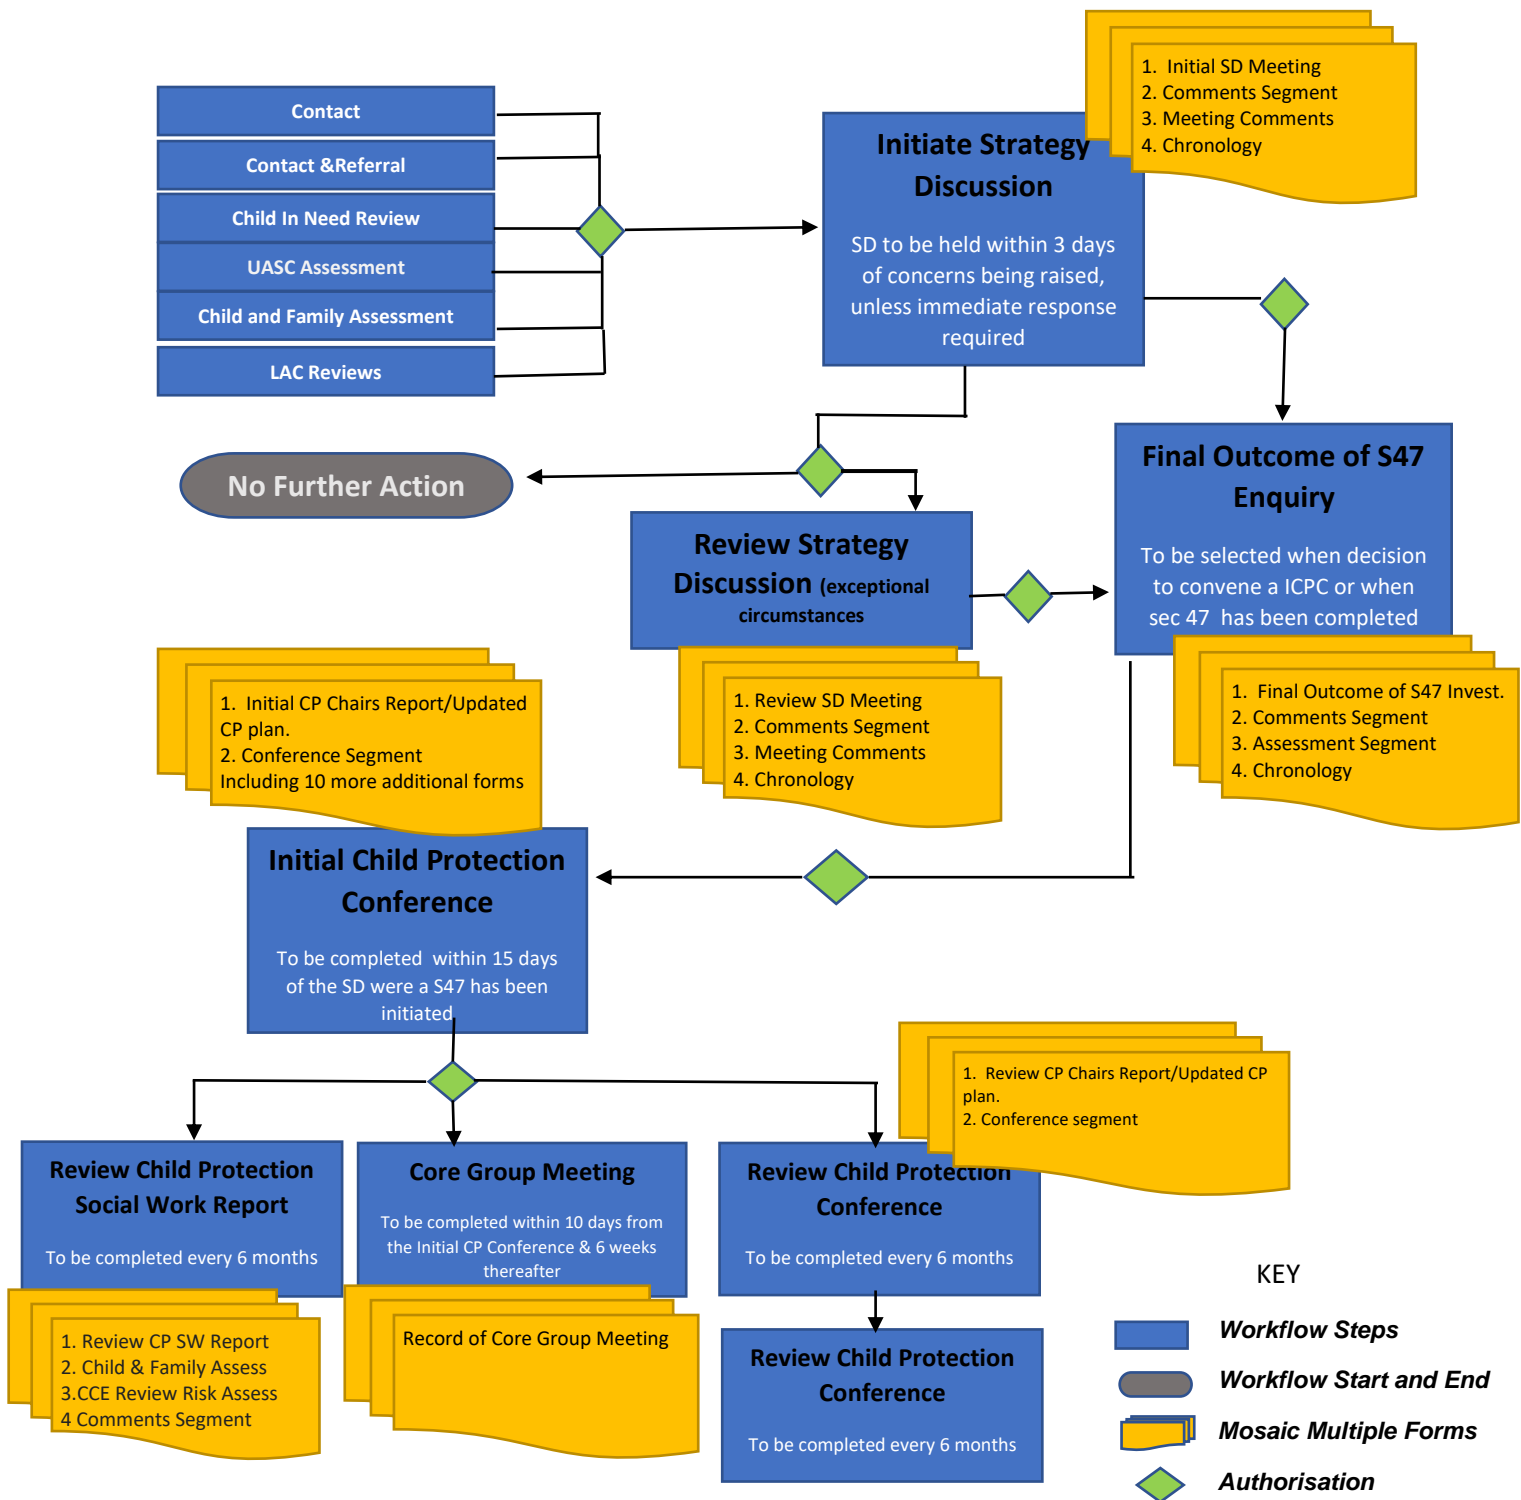 Contact
Contact &Referral
Child In Need Review
UASC Assessment
Child and Family Assessment
LAC Reviews
Initiate Strategy
Discussion
SD to be held within 3 days
of concerns being raised,
unless immediate response
required
1. Initial SD Meeting
2. Comments Segment
3. Meeting Comments
4. Chronology
No Further Action
Review Strategy
Discussion (exceptional
circumstances
1. Review SD Meeting
2. Comments Segment
3. Meeting Comments
4. Chronology
Final Outcome of S47
Enquiry
To be selected when decision
to convene a ICPC or when
sec 47 has been completed
1. Final Outcome of S47 Invest.
2. Comments Segment
3. Assessment Segment
4. Chronology
1. Initial CP Chairs Report/Updated
CP plan.
2. Conference Segment
Including 10 more additional forms
Initial Child Protection
Conference
To be completed within 15 days
of the SD were a S47 has been
initiated
Review Child Protection
Social Work Report
To be completed every 6 months
1. Review CP SW Report
2. Child & Family Assess
3.CCE Review Risk Assess
4 Comments Segment
Core Group Meeting
To be completed within 10 days from
the Initial CP Conference & 6 weeks
thereafter
Record of Core Group Meeting
1. Review CP Chairs Report/Updated CP
plan.
2. Conference segment
Review Child Protection
Conference
To be completed every 6 months
Review Child Protection
Conference
To be completed every 6 months
KEY
Workflow Steps
Workflow Start and End
Mosaic Multiple Forms
Authorisation